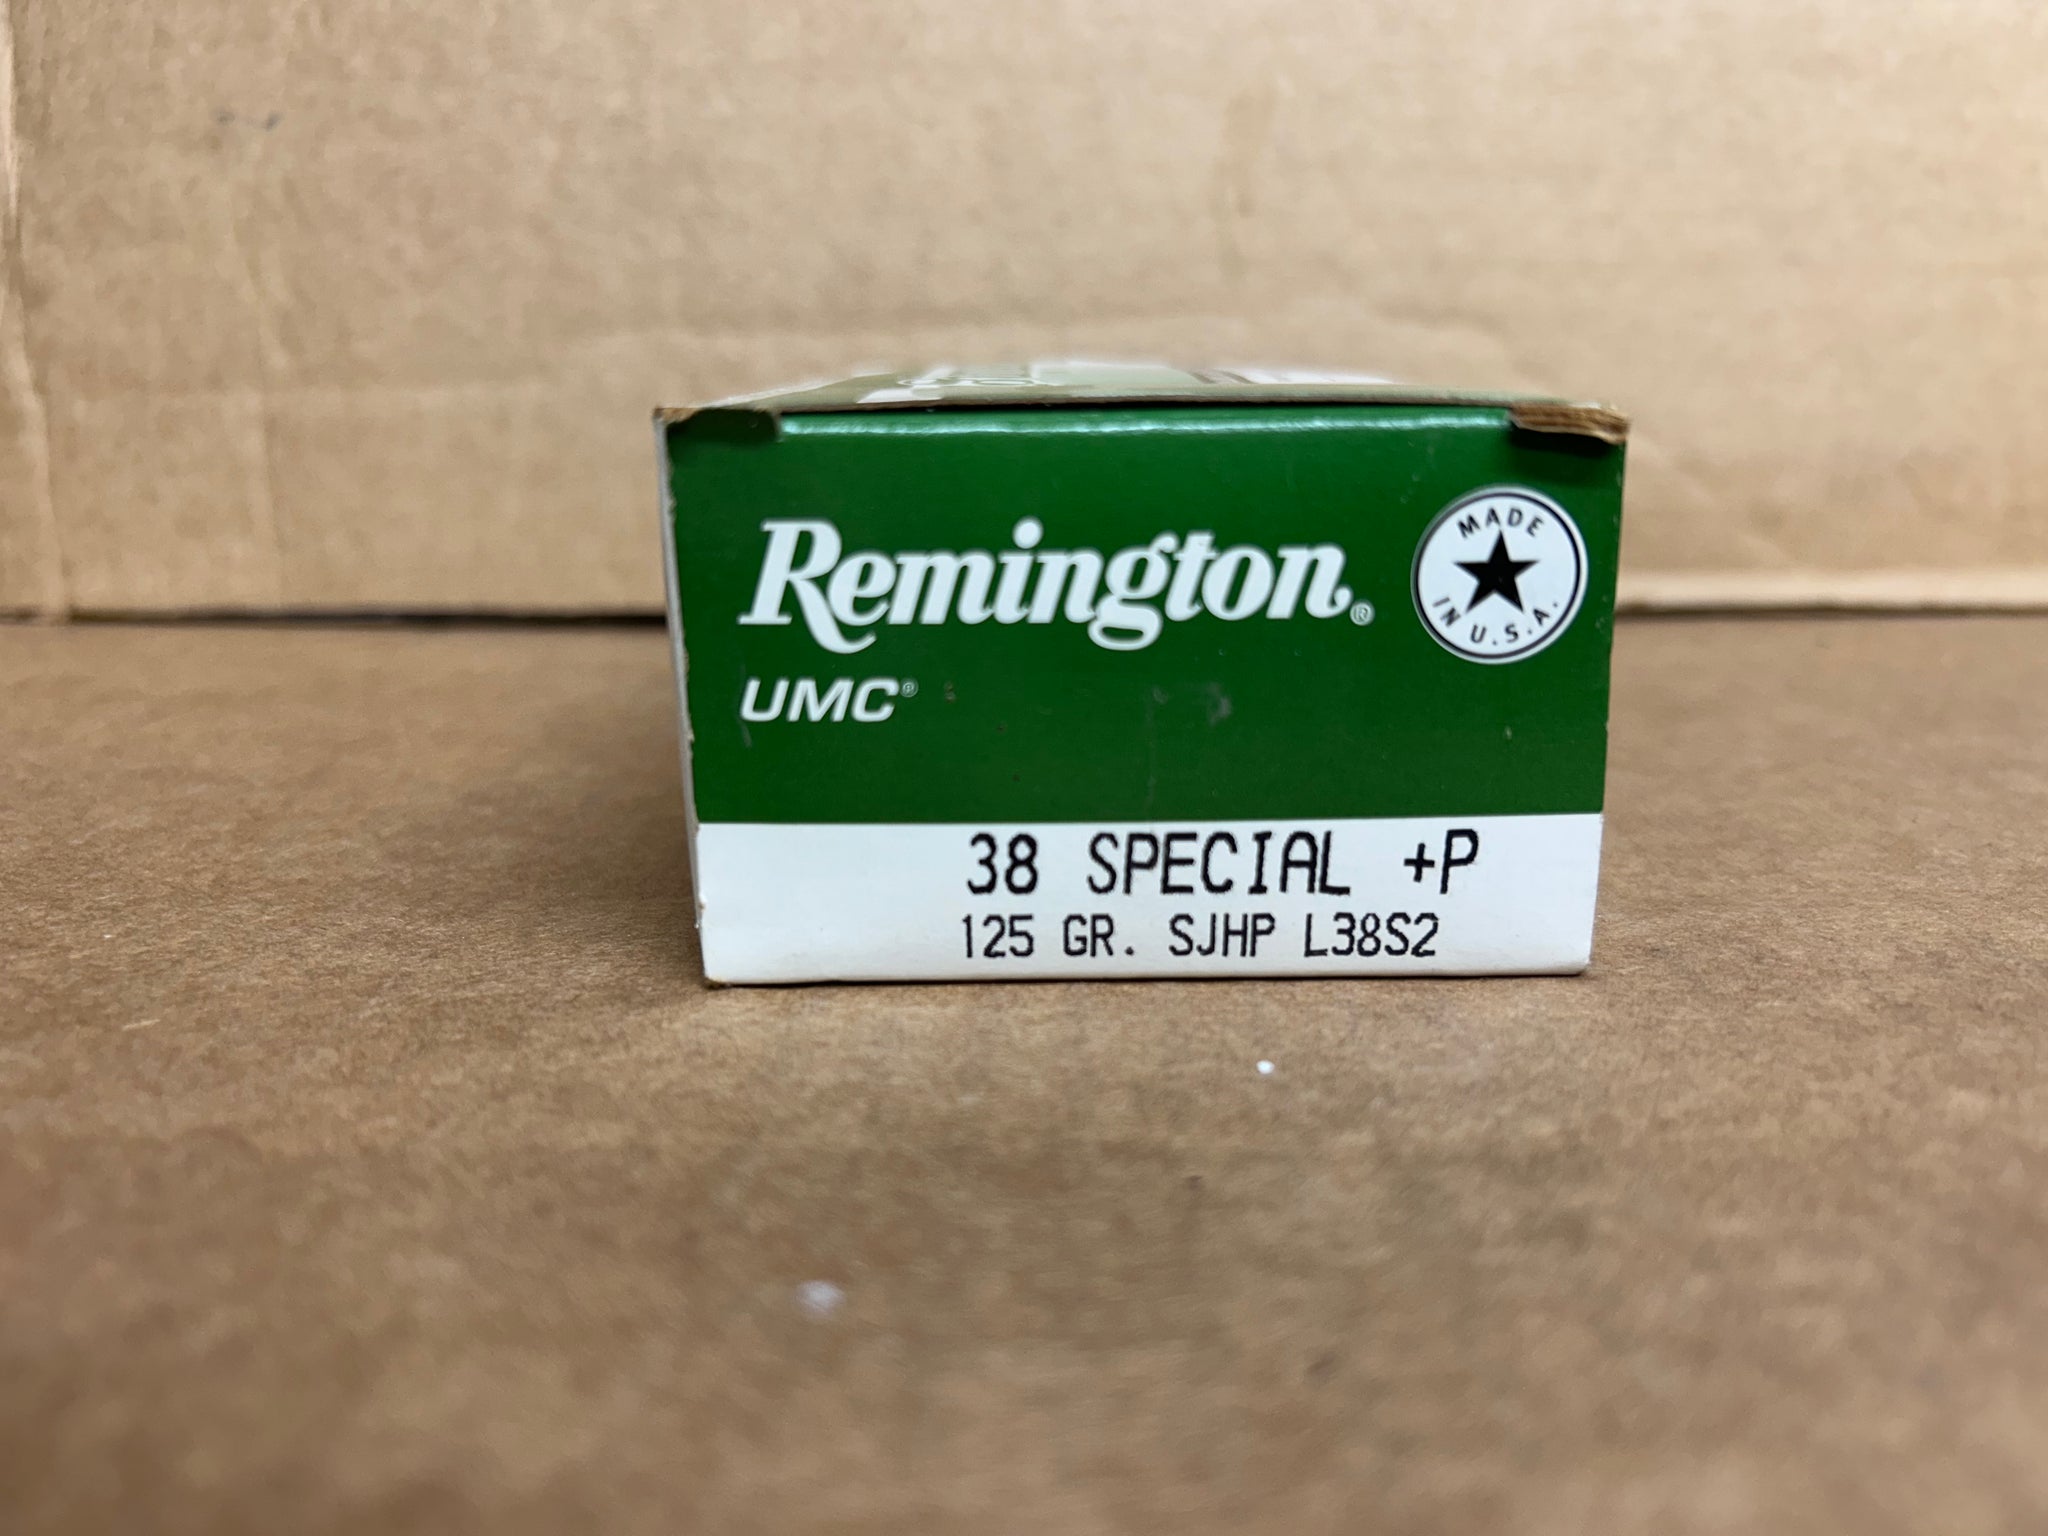 Remington®
UMC®
MADE
IN U.S.A.
38 SPECIAL +P
125 GR. SJHP L38S2